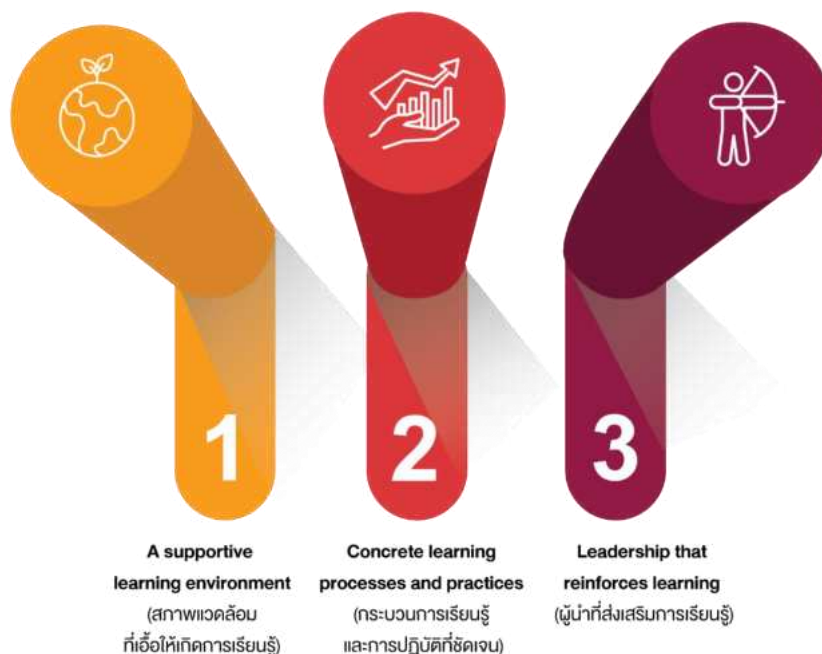 1
2
3
A supportive
learning environment
(สภาพแวดล้อม
ที่เอื้อให้เกิดการเรียนรู้)
Concrete learning
processes and practices
(กระบวนการเรียนรู้
และการปฏิบัติที่ชัดเจน)
Leadership that
reinforces learning
(ผู้นำที่ส่งเสริมการเรียนรู้)